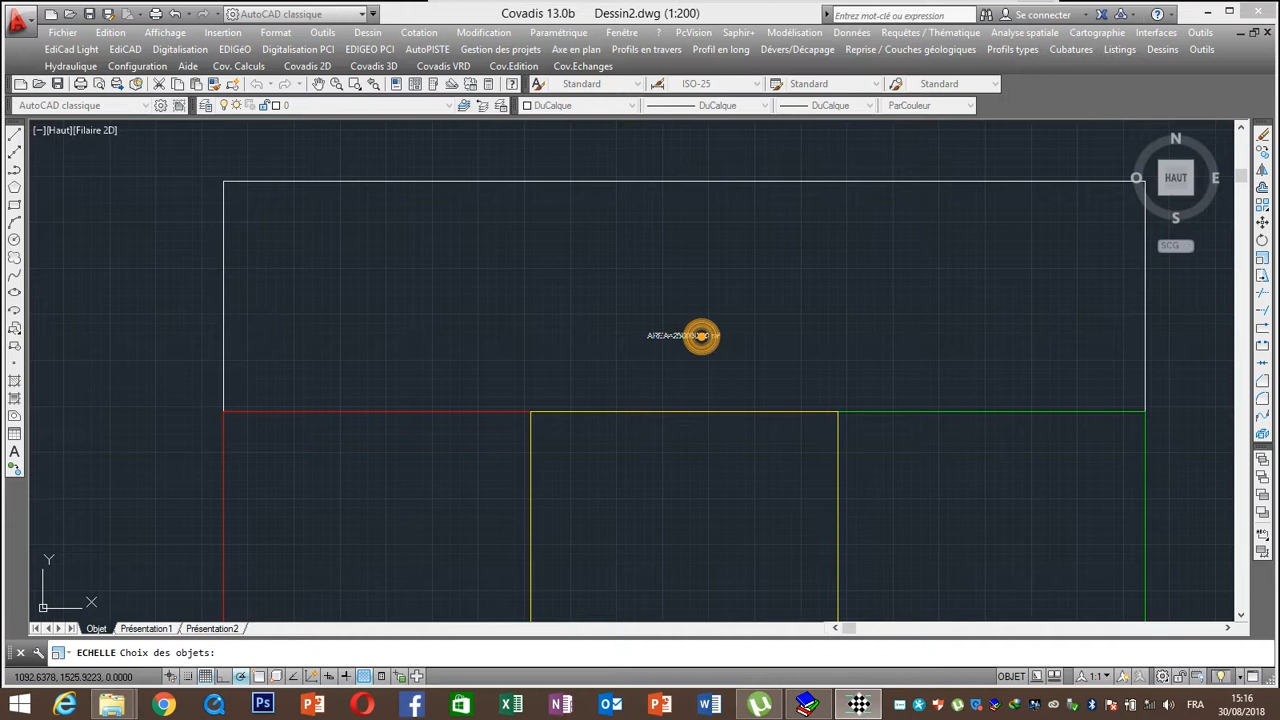 Covadis 13.0b Dessin2.dwg (1:200)
AutoCAD classique
Entrez mot-clé ou expression
Se connecter
Fichier Edition Affichage Insertion Format Outils Dessin Cotation Modification Paramétrique Fenêtre ? PcVision Saphir+ Modélisation Données Requêtes / Thématique Analyse spatiale Cartographie Interfaces Outils
EdiCad Light EdiCAD Digitalisation EDIGéO Digitalisation PCI EDIGEO PCI AutoPISTE Gestion des projets Axe en plan Profils en travers Profil en long Dévers/Décapage Reprise / Couches géologiques Profils types Cubatures Listings Dessins Outils
Hydraulique Configuration Aide Cov. Calculs Covadis 2D Covadis 3D Covadis VRD Cov.Edition Cov.Echanges
Standard ISO-25 Standard Standard
AutoCAD classique 0 DuCalque DuCalque DuCalque ParCouleur
[−][Haut][Filaire 2D]
N
O HAUT E
S
SCG
Y
X
Objet Présentation1 Présentation2
ECHELLE Choix des objets:
1092.6378, 1525.9223, 0.0000 OBJET 1:1
FRA
15:16
30/08/2018